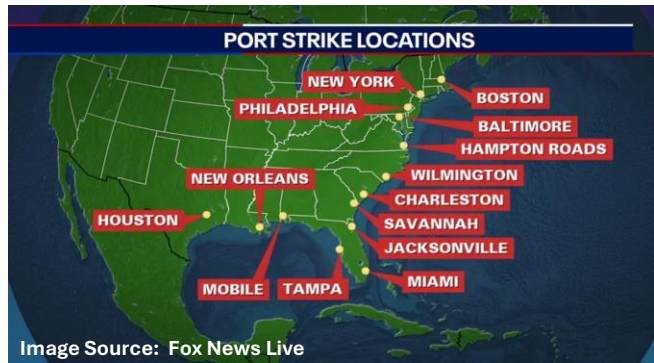 PORT STRIKE LOCATIONS
NEW YORK
BOSTON
PHILADELPHIA
BALTIMORE
HAMPTON ROADS
NEW ORLEANS
WILMINGTON
CHARLESTON
HOUSTON
SAVANNAH
JACKSONVILLE
MOBILE
TAMPA
MIAMI
Image Source: Fox News Live